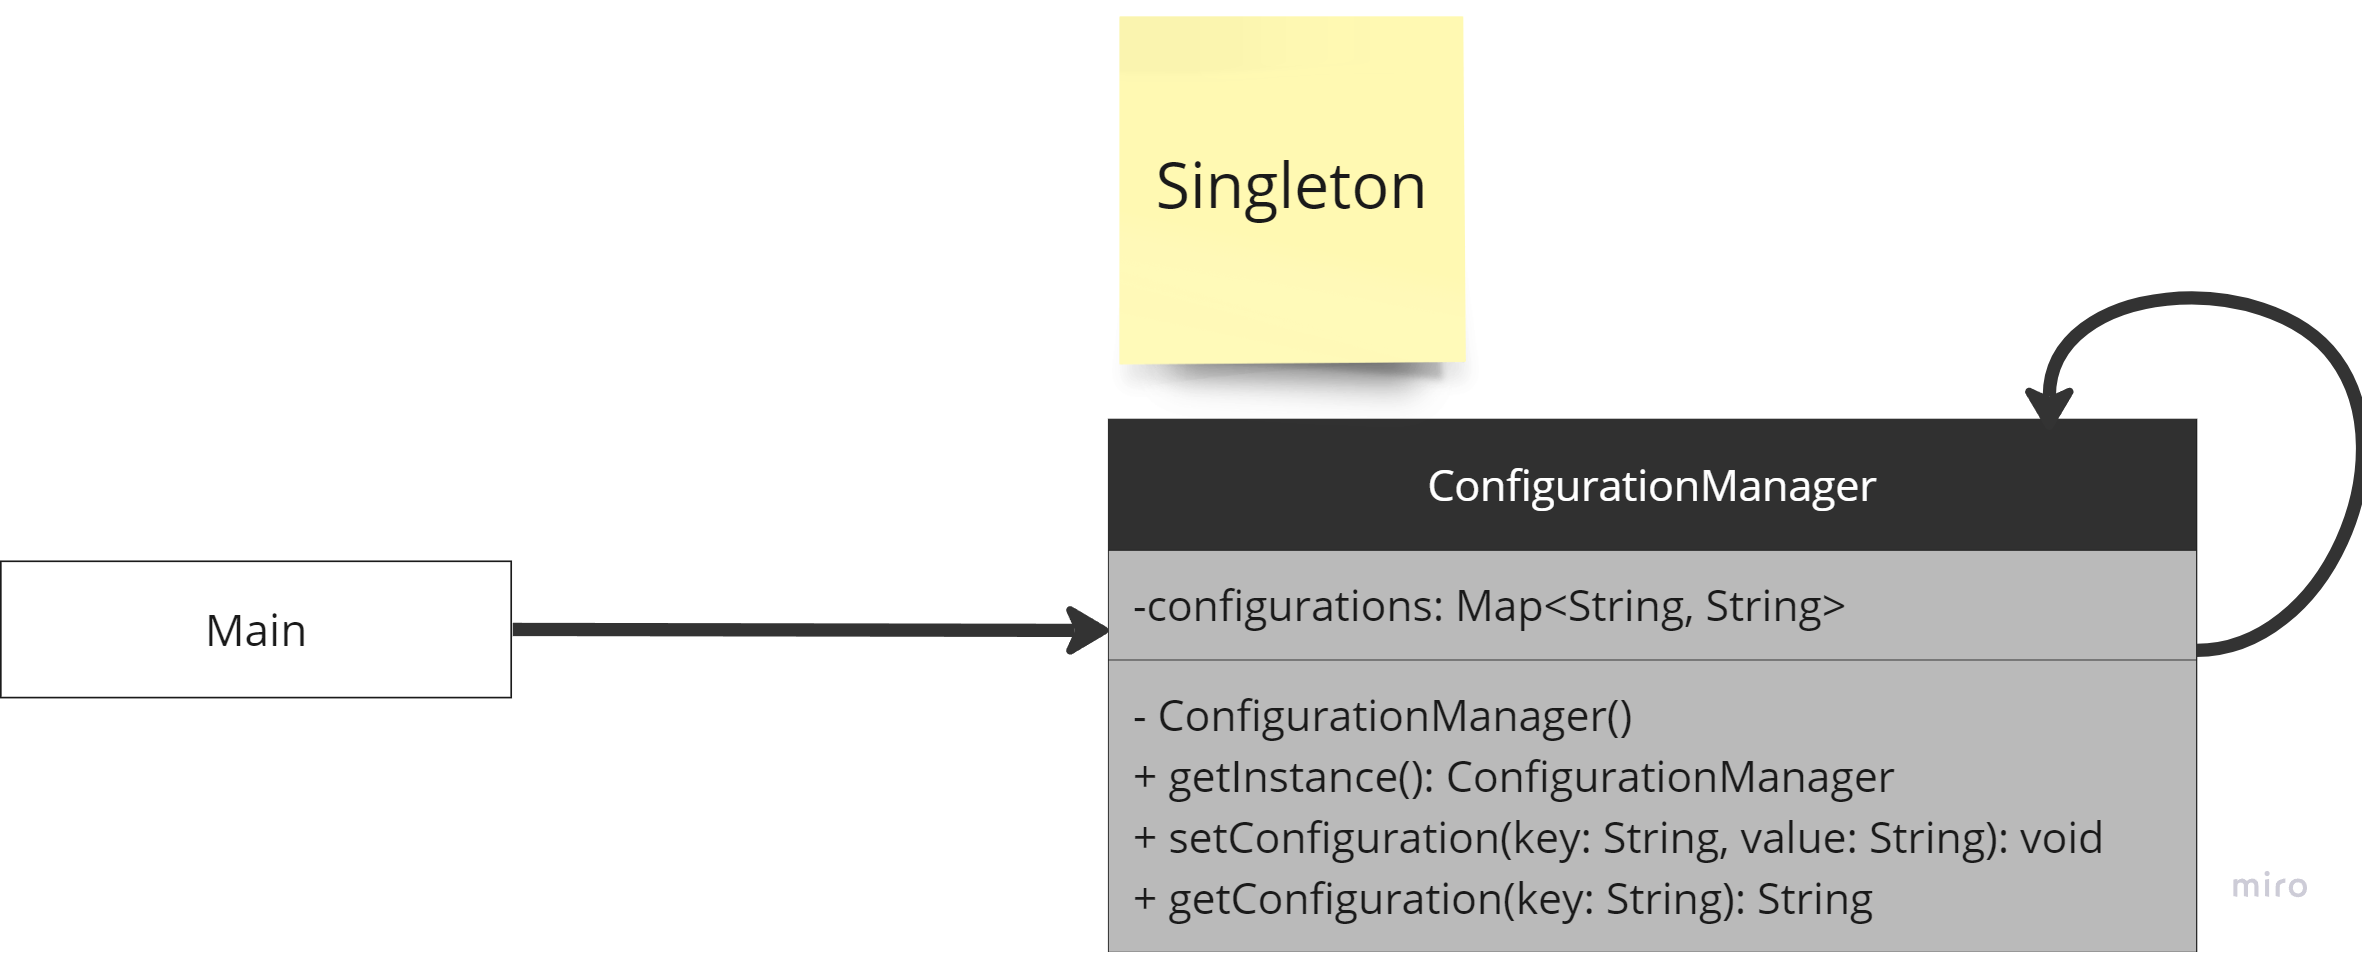 Singleton
ConfigurationManager
Main
-configurations: Map<String, String>
- ConfigurationManager()
+ getInstance(): ConfigurationManager
+ setConfiguration(key: String, value: String): void
+ getConfiguration(key: String): String
miro